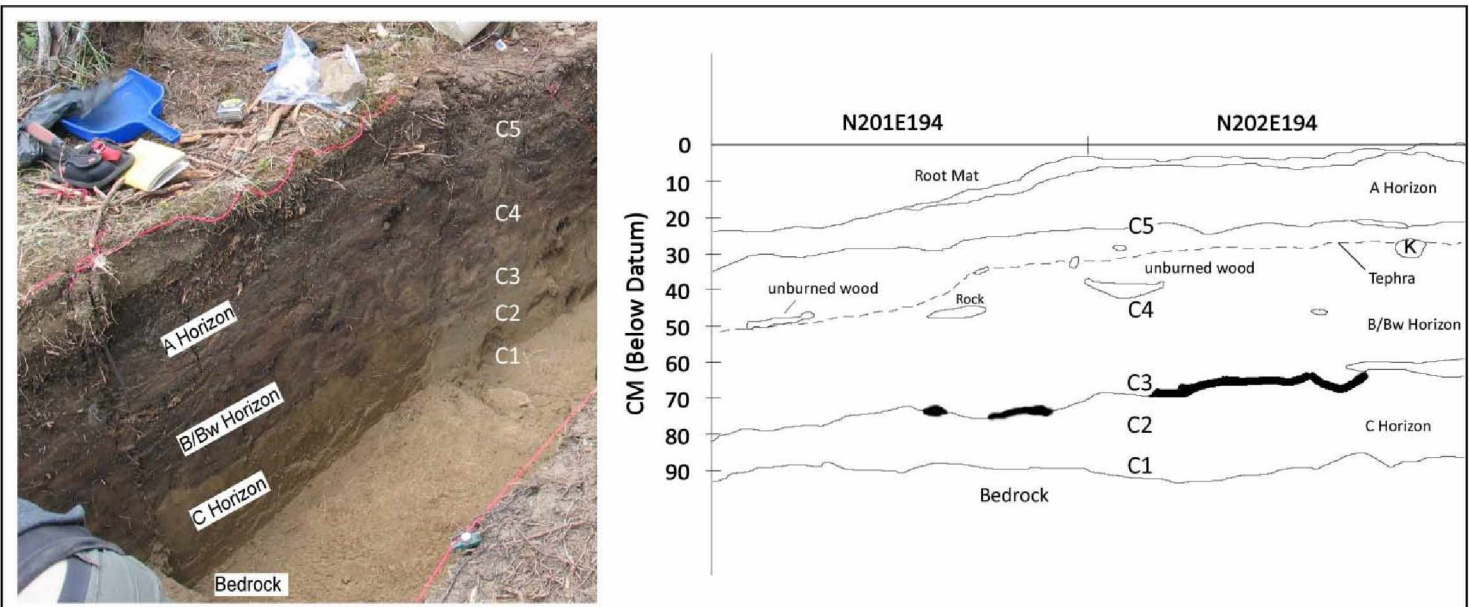 C5
C4
C3
C2
C1
A Horizon
B/Bw Horizon
C Horizon
Bedrock
N201E194
N202E194
CM (Below Datum)
0
10
20
30
40
50
60
70
80
90
Root Mat
A Horizon
C5
K
unburned wood
unburned wood
Tephra
Rock
C4
B/Bw Horizon
C3
C2
C Horizon
C1
Bedrock